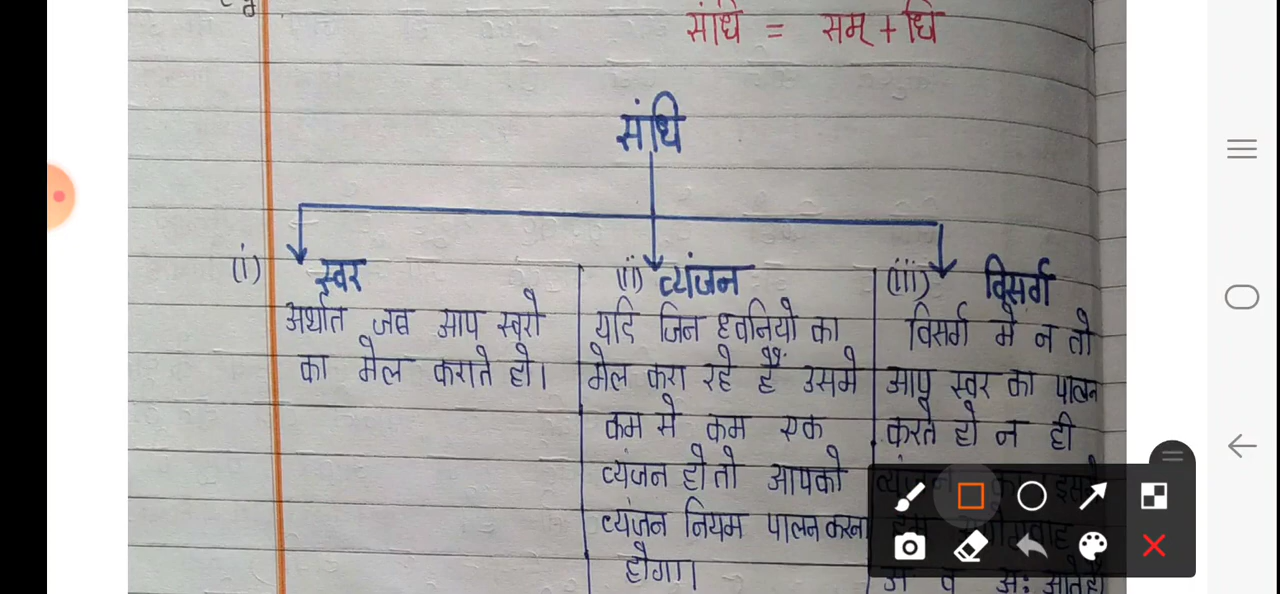 संधि = सम् + धि
संधि
(i) स्वर
अर्थात जब आप स्वरो
का मेल कराते हो।
(ii) व्यंजन
यदि जिन ध्वनियो का
मेल करा रहे हैं उसमे
कम मे कम एक
व्यंजन हो तो आपको
व्यंजन नियम पालन करना
होगा।
(iii) विसर्ग
विसर्ग मे न तो
आप स्वर का पालन
करते हो न ही
अः आते है